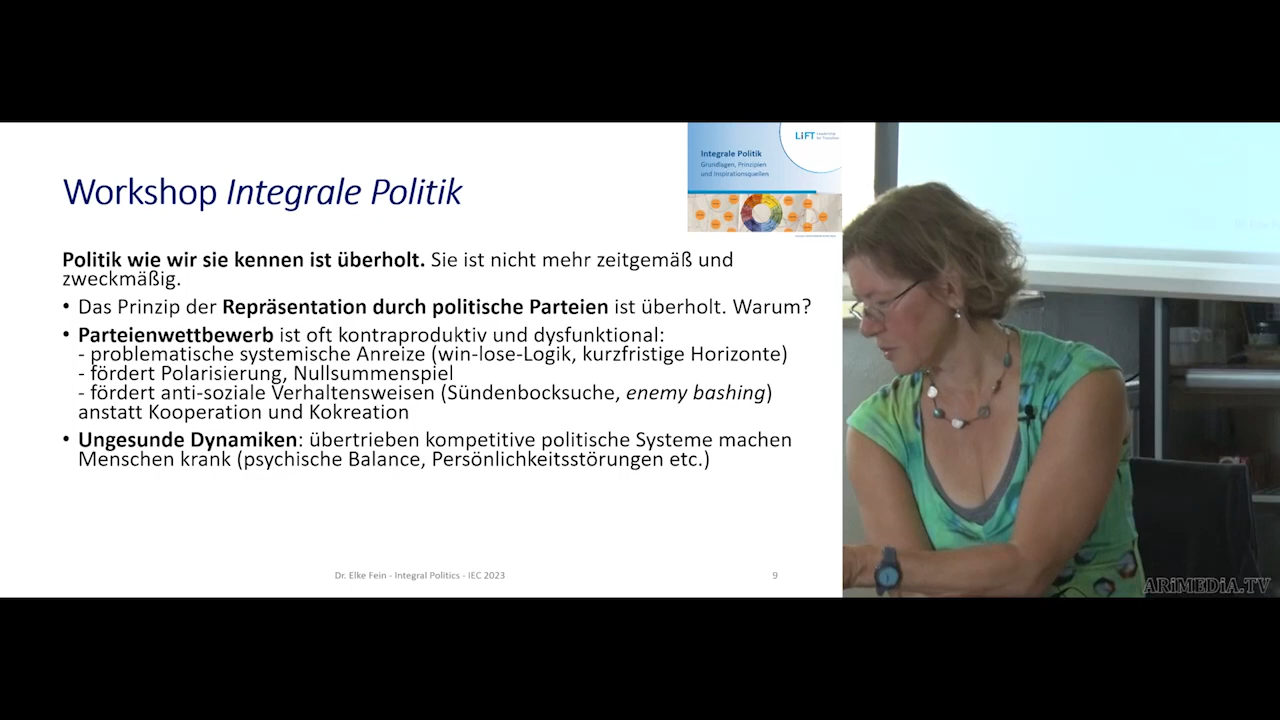 LiFT Leadership
for Transition
Integrale Politik
Grundlagen, Prinzipien
und Inspirationsquellen
Workshop Integrale Politik
Politik wie wir sie kennen ist überholt. Sie ist nicht mehr zeitgemäß und
zweckmäßig.
• Das Prinzip der Repräsentation durch politische Parteien ist überholt. Warum?
• Parteienwettbewerb ist oft kontraproduktiv und dysfunktional:
- problematische systemische Anreize (win-lose-Logik, kurzfristige Horizonte)
- fördert Polarisierung, Nullsummenspiel
- fördert anti-soziale Verhaltensweisen (Sündenbocksuche, enemy bashing)
anstatt Kooperation und Kokreation
• Ungesunde Dynamiken: übertrieben kompetitive politische Systeme machen
Menschen krank (psychische Balance, Persönlichkeitsstörungen etc.)
Dr. Elke Fein - Integral Politics - IEC 2023
9
ARiMEDiA.TV